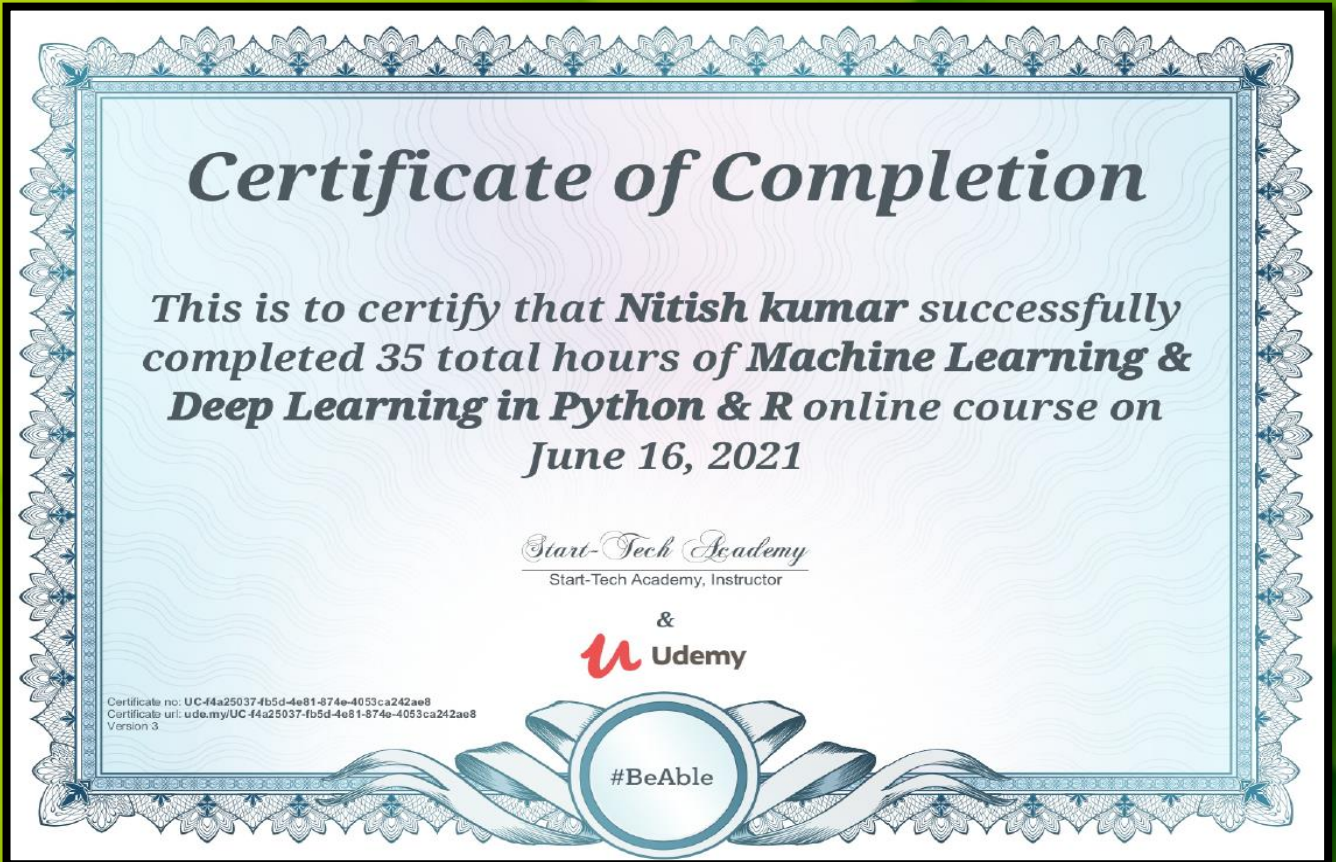 Certificate of Completion
This is to certify that Nitish kumar successfully
completed 35 total hours of Machine Learning &
Deep Learning in Python & R online course on
June 16, 2021
Start-Tech Academy
Start-Tech Academy, Instructor
&
Udemy
Certificate no: UC-f4a25037-fb5d-4e81-874e-4053ca242ae8
Certificate url: ude.my/UC-f4a25037-fb5d-4e81-874e-4053ca242ae8
Version 3
#BeAble